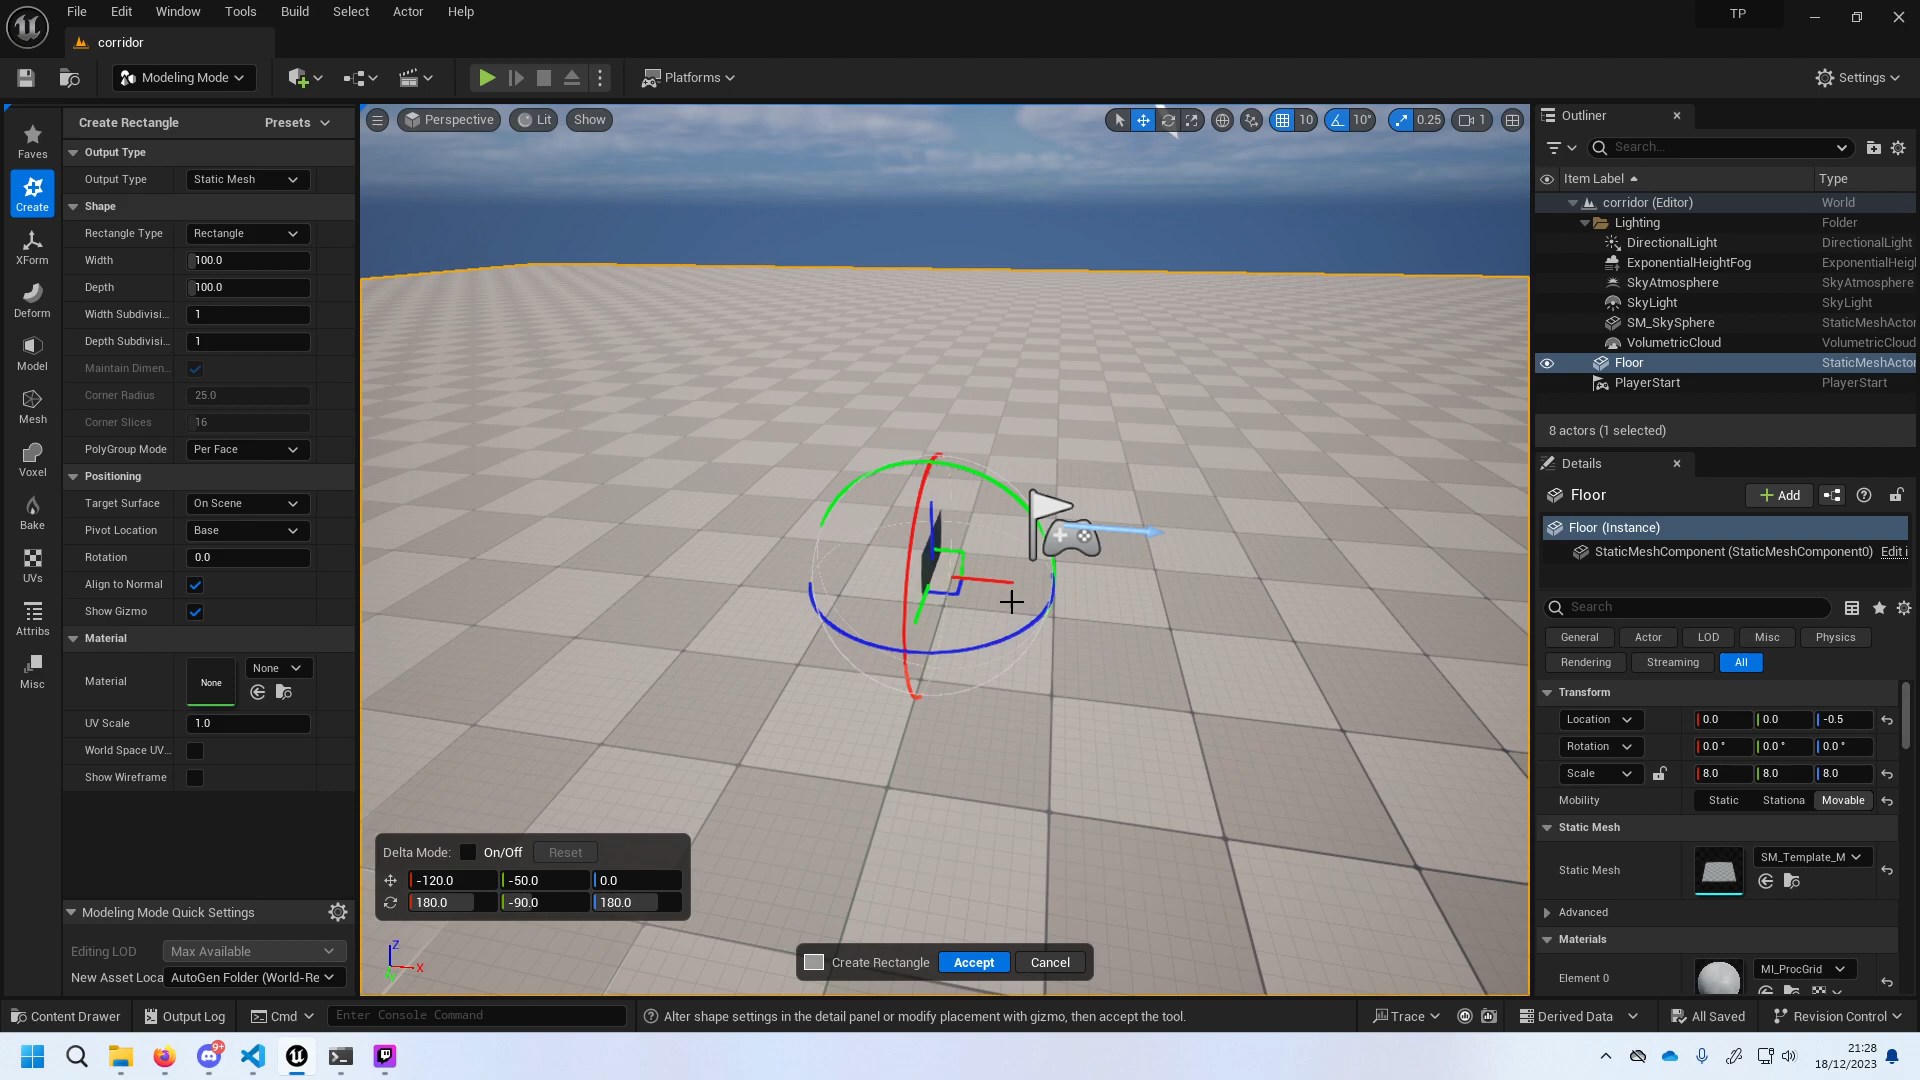 File Edit Window Tools Build Select Actor Help
TP
corridor
Modeling Mode
Platforms
Settings
Create Rectangle Presets
Faves
Create
XForm
Deform
Model
Mesh
Voxel
Bake
UVs
Attribs
Misc
Output Type
Output Type Static Mesh
Shape
Rectangle Type Rectangle
Width 100.0
Depth 100.0
Width Subdivisi... 1
Depth Subdivisi... 1
Maintain Dimen...
Corner Radius 25.0
Corner Slices 16
PolyGroup Mode Per Face
Positioning
Target Surface On Scene
Pivot Location Base
Rotation 0.0
Align to Normal
Show Gizmo
Material
Material None None
UV Scale 1.0
World Space UV...
Show Wireframe
Modeling Mode Quick Settings
Editing LOD Max Available
New Asset Loca AutoGen Folder (World-Re
Perspective Lit Show
10 10° 0.25 1
Delta Mode: On/Off Reset
-120.0 -50.0 0.0
180.0 -90.0 180.0
Z
X
Create Rectangle Accept Cancel
Outliner
Search...
Item Label Type
corridor (Editor) World
Lighting Folder
DirectionalLight DirectionalLight
ExponentialHeightFog ExponentialHeigl
SkyAtmosphere SkyAtmosphere
SkyLight SkyLight
SM_SkySphere StaticMeshActor
VolumetricCloud VolumetricCloud
Floor StaticMeshActor
PlayerStart PlayerStart
8 actors (1 selected)
Details
Floor Add
Floor (Instance)
StaticMeshComponent (StaticMeshComponent0) Edit i
Search
General Actor LOD Misc Physics
Rendering Streaming All
Transform
Location 0.0 0.0 -0.5
Rotation 0.0 ° 0.0 ° 0.0 °
Scale 8.0 8.0 8.0
Mobility Static Stationa Movable
Static Mesh
Static Mesh SM_Template_M
Advanced
Materials
Element 0 MI_ProcGrid
Content Drawer Output Log Cmd Enter Console Command Alter shape settings in the detail panel or modify placement with gizmo, then accept the tool. Trace Derived Data All Saved Revision Control
9+
21:28
18/12/2023